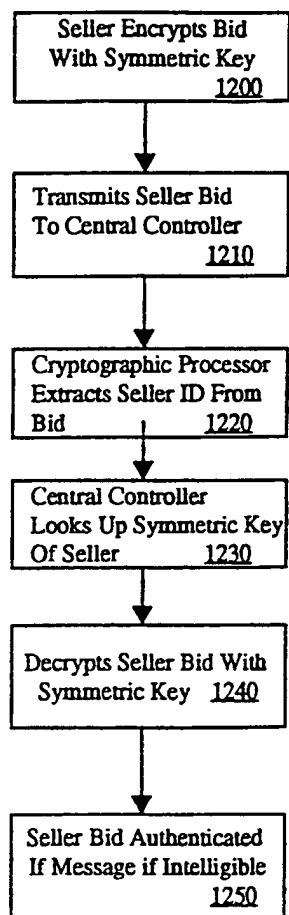 Seller Encrypts Bid
With Symmetric Key
1200
Transmits Seller Bid
To Central Controller
1210
Cryptographic Processor
Extracts Seller ID From
Bid 1220
Central Controller
Looks Up Symmetric Key
Of Seller 1230
Decrypts Seller Bid With
Symmetric Key 1240
Seller Bid Authenticated
If Message if Intelligible
1250